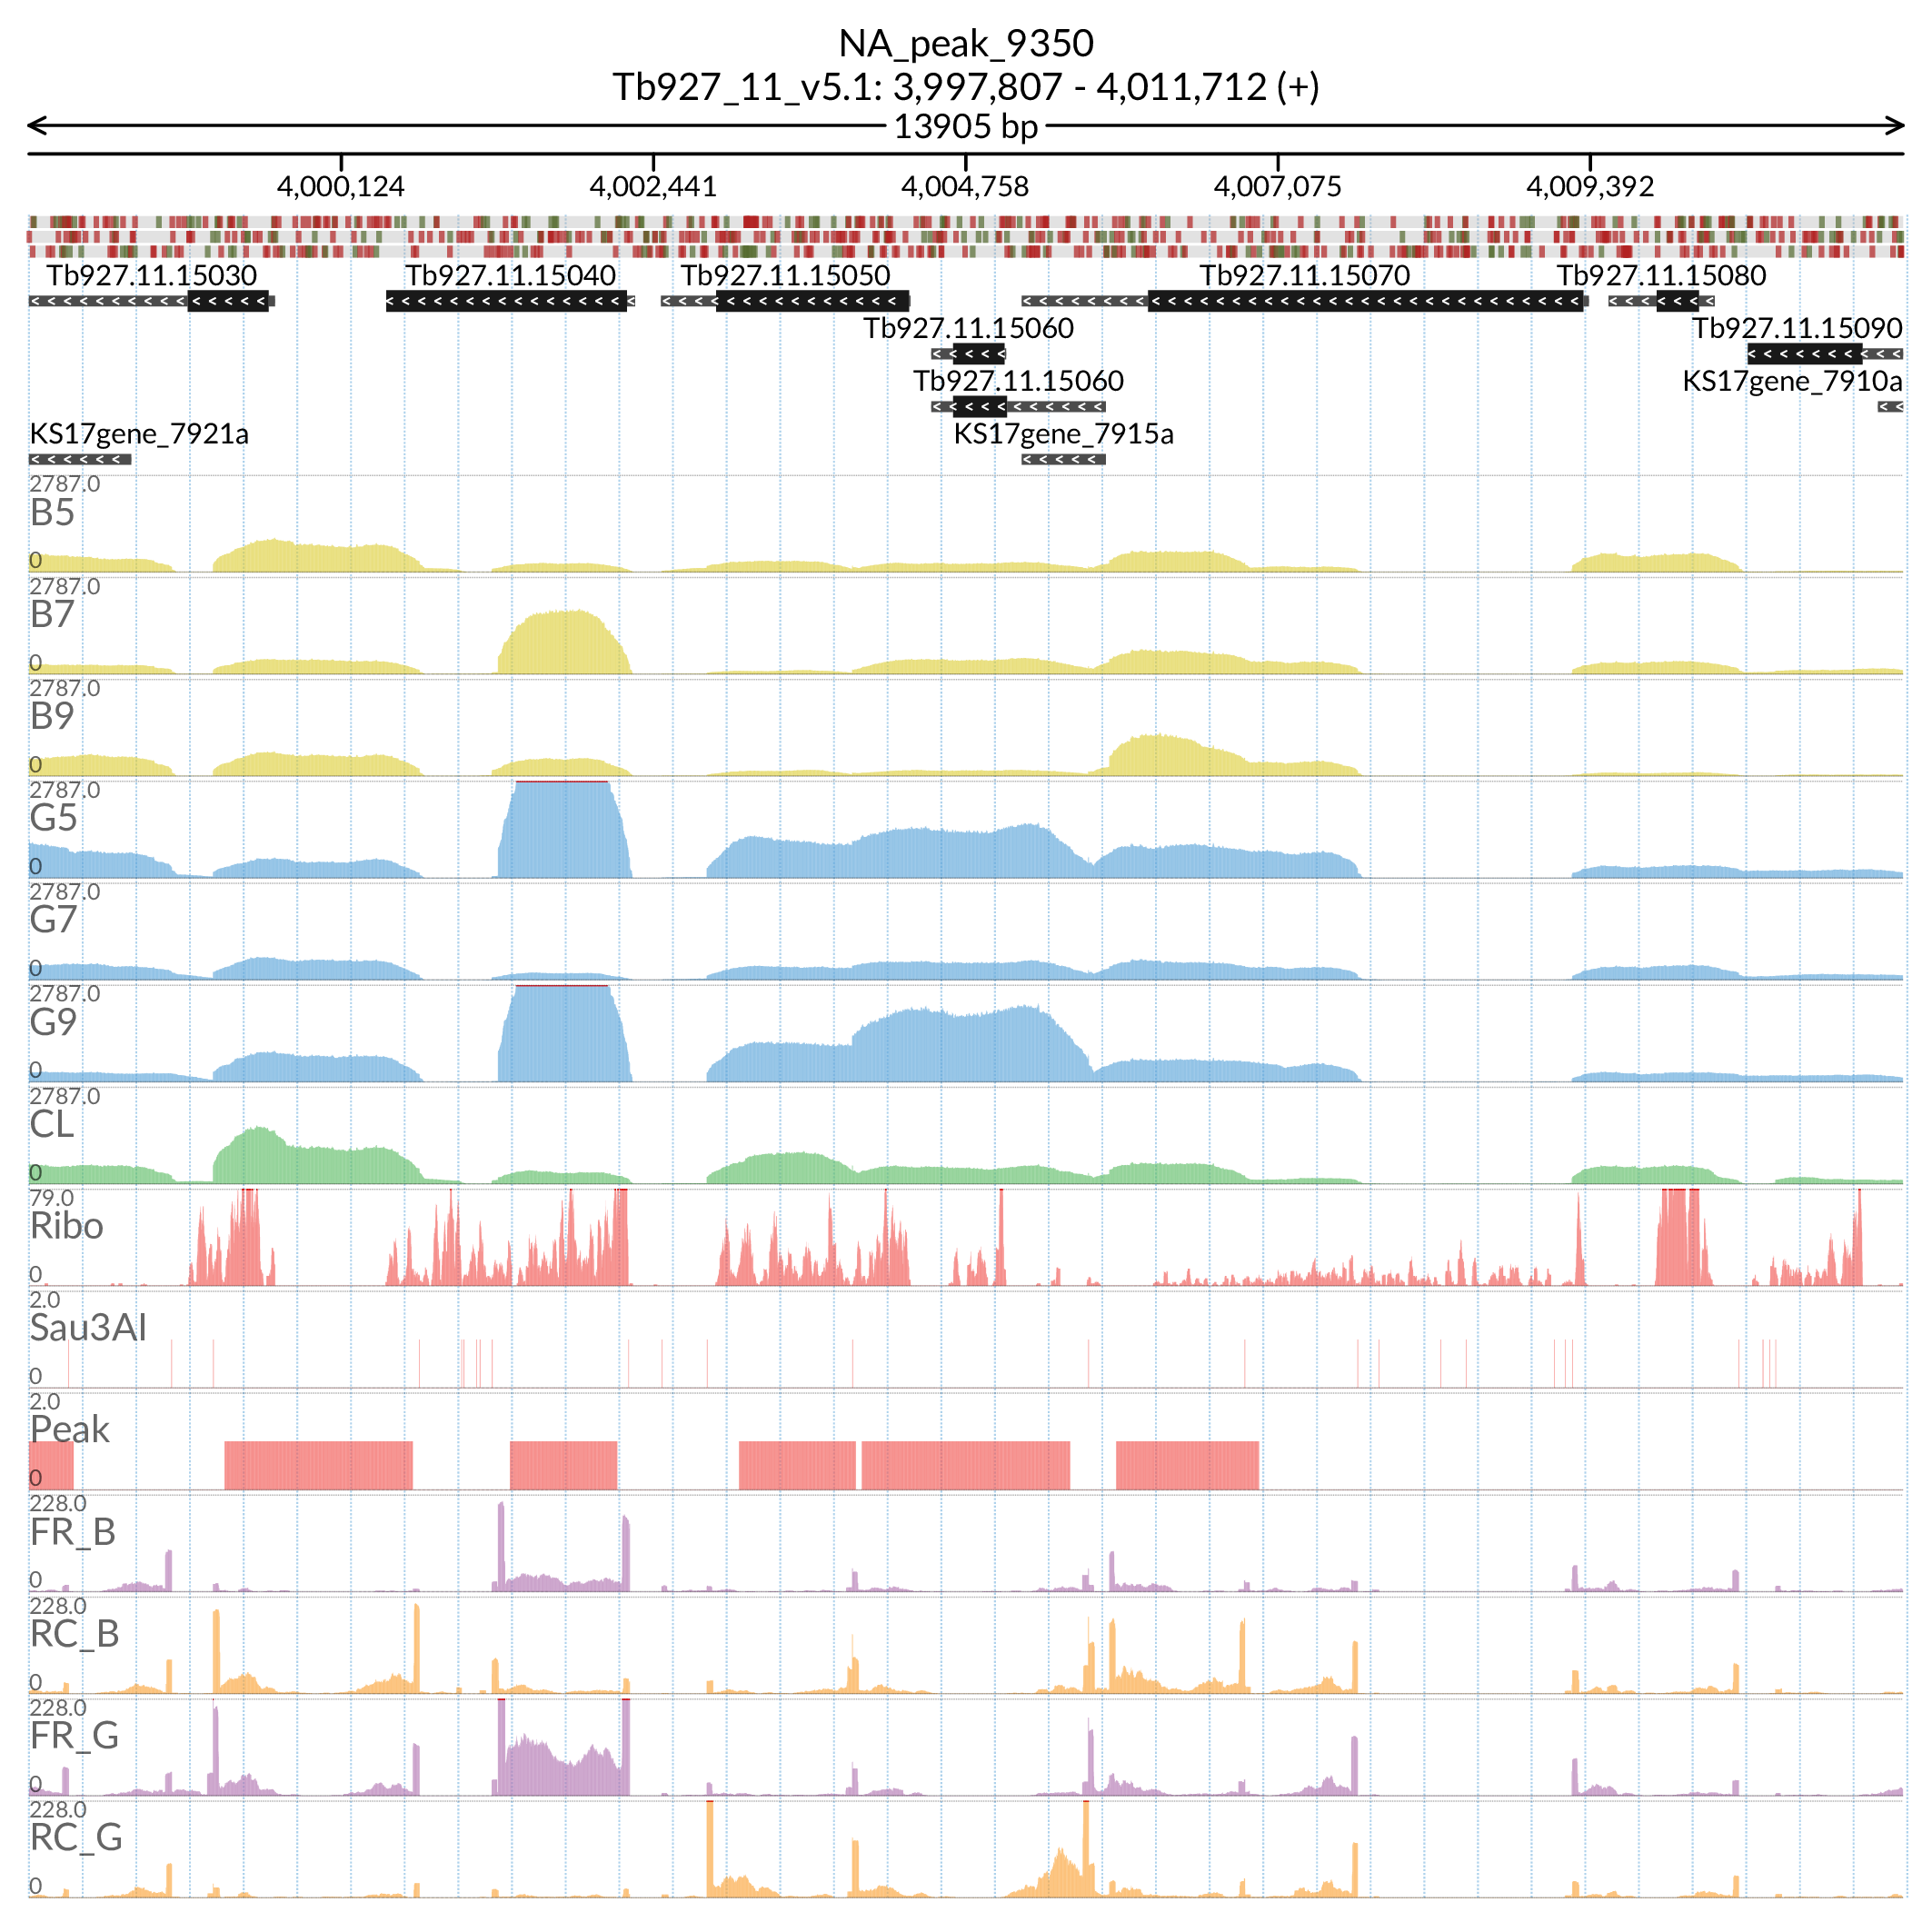 NA_peak_9350
Tb927_11_v5.1: 3,997,807 - 4,011,712 (+)
13905 bp
4,000,124 4,002,441 4,004,758 4,007,075 4,009,392
Tb927.11.15030 Tb927.11.15040 Tb927.11.15050 Tb927.11.15070 Tb927.11.15080
Tb927.11.15060 Tb927.11.15090
Tb927.11.15060 KS17gene_7910a
KS17gene_7921a KS17gene_7915a
2787.0
B5
0
2787.0
B7
0
2787.0
B9
0
2787.0
G5
0
2787.0
G7
0
2787.0
G9
0
2787.0
CL
0
79.0
Ribo
0
2.0
Sau3AI
0
2.0
Peak
0
228.0
FR_B
0
228.0
RC_B
0
228.0
FR_G
0
228.0
RC_G
0